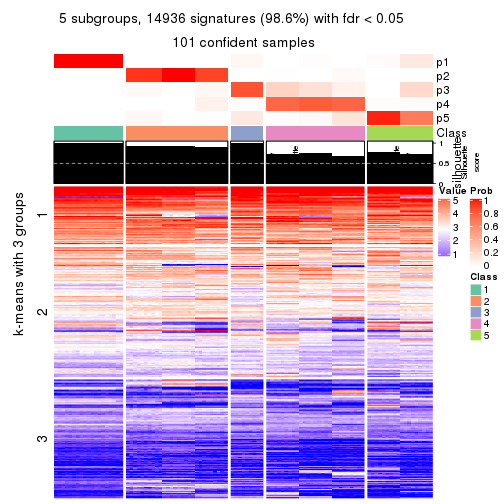 5 subgroups, 14936 signatures (98.6%) with fdr < 0.05
101 confident samples
p1
p2
p3
p4
p5
Class
1
0.5
0
silhouette
Silhouette
score
k-means with 3 groups
1
2
3
Value
5
4
3
2
1
Prob
1
0.8
0.6
0.4
0.2
0
Class
1
2
3
4
5